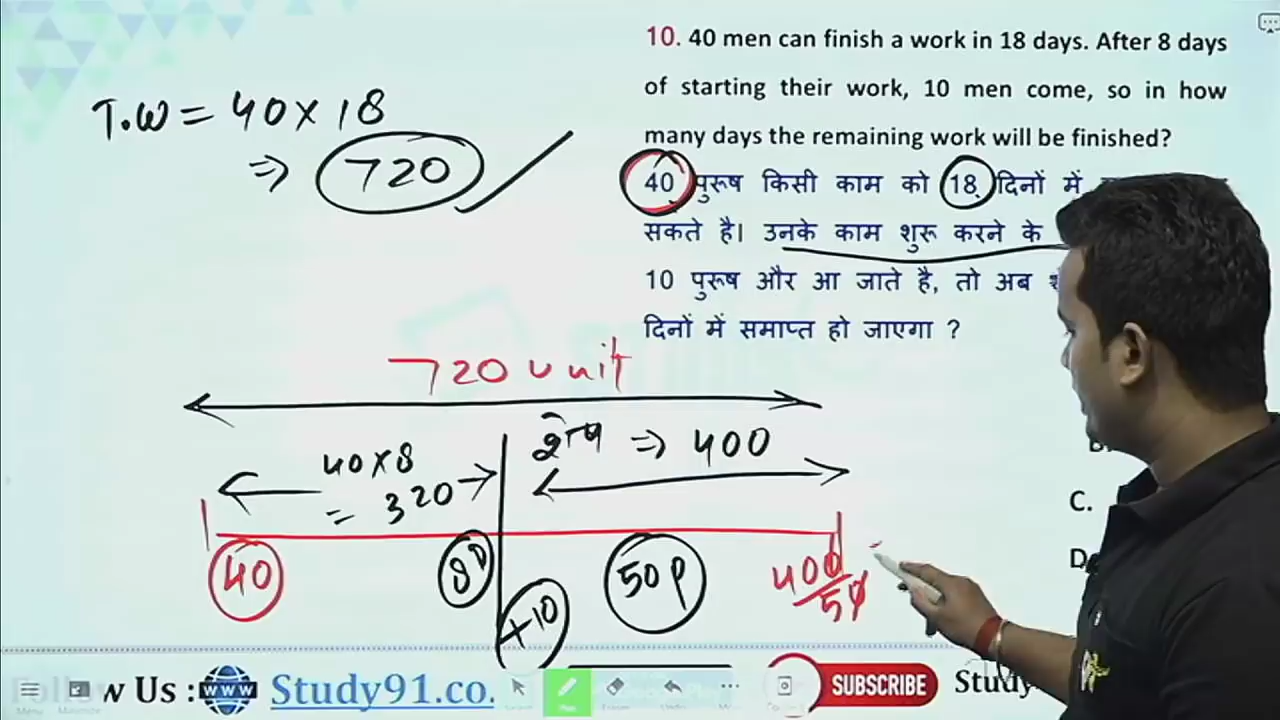 10. 40 men can finish a work in 18 days. After 8 days
of starting their work, 10 men come, so in how
many days the remaining work will be finished?
40 पुरूष किसी काम को 18 दिनों में
सकते है। उनके काम शुरू करने के
10 पुरूष और आ जाते है, तो अब
दिनों में समाप्त हो जाएगा ?
T.W = 40 × 18
⇒ 720
720 unit
40×8
= 320
⇒ 400
40
+10
50p
400/50
C.
D
w Us :
www
Study91.co.
SUBSCRIBE
Study